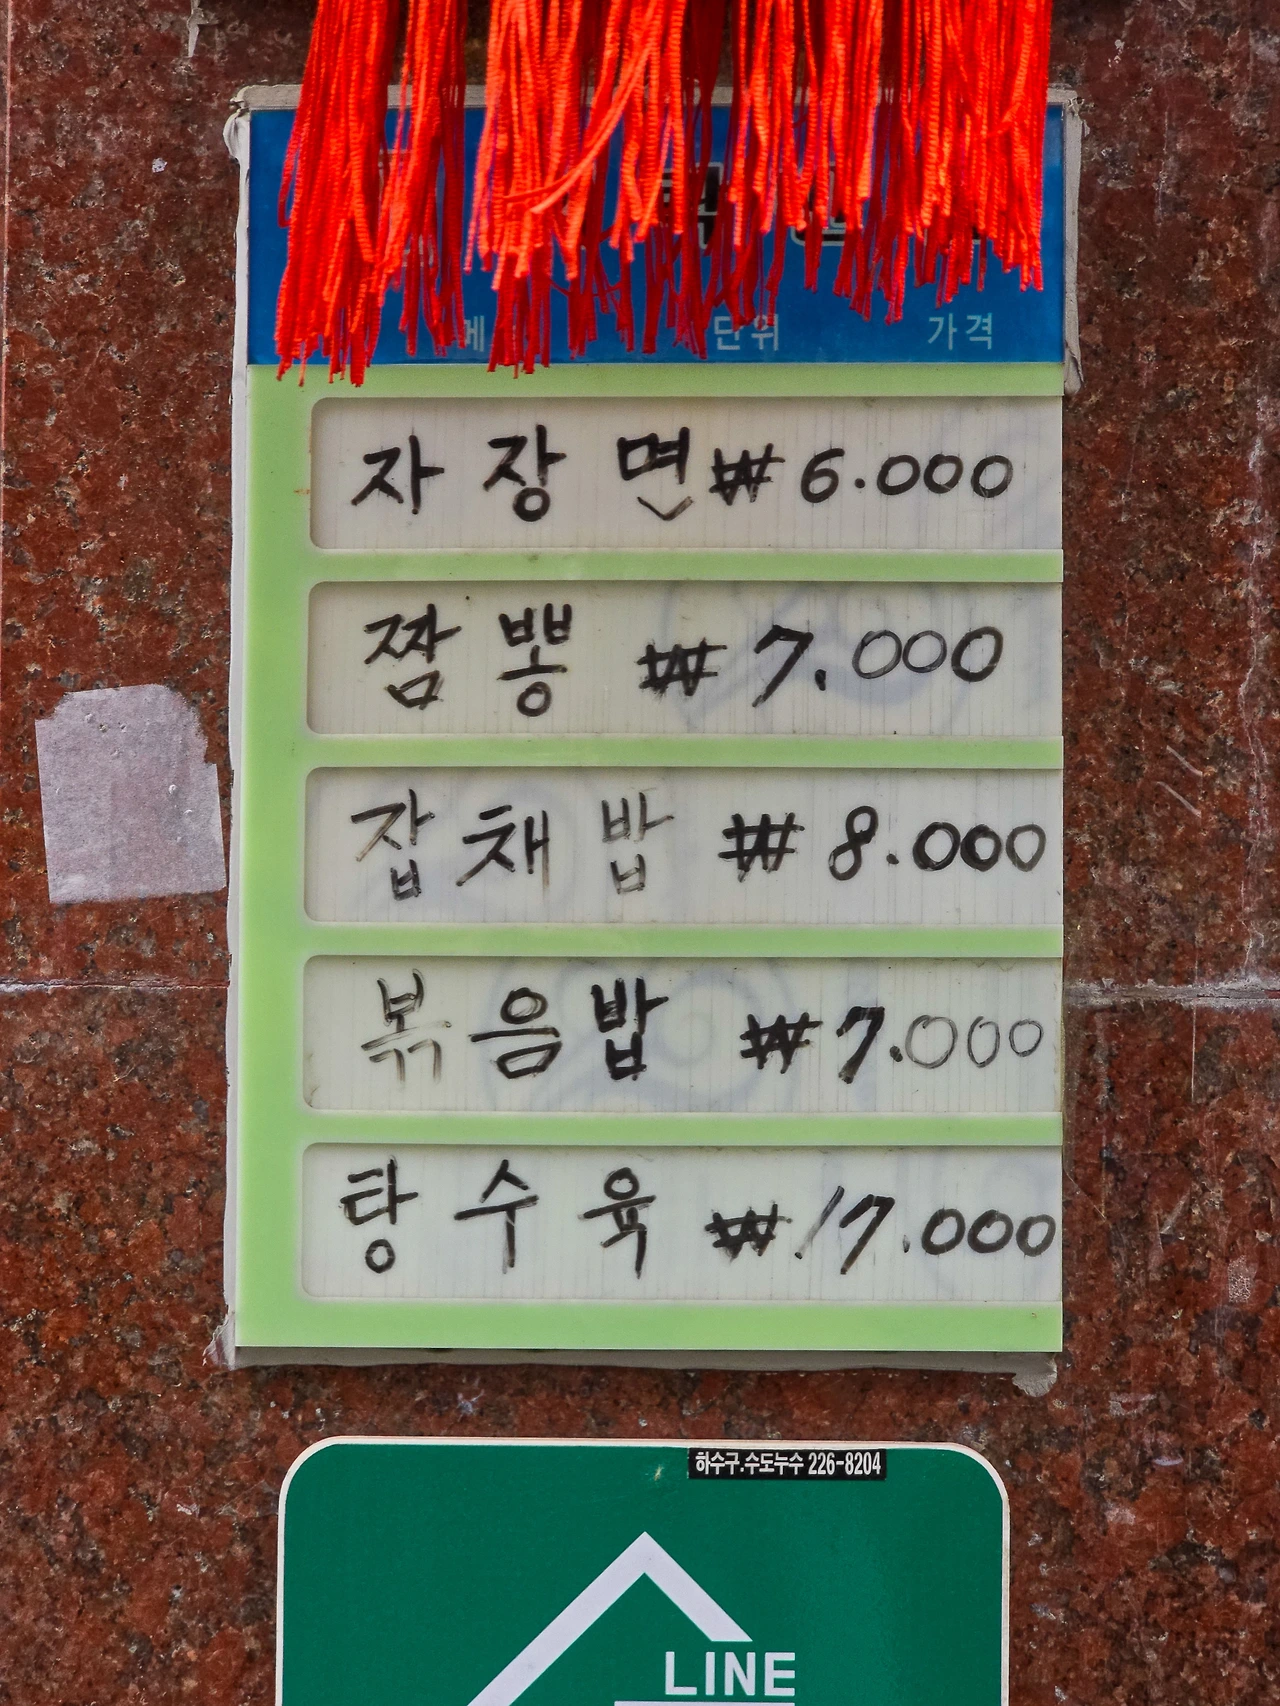 단위 가격
자장면 ₩6.000
짬뽕 ₩7.000
잡채밥 ₩8.000
볶음밥 ₩7.000
탕수육 ₩17.000
하수구.수도누수 226-8204
LINE